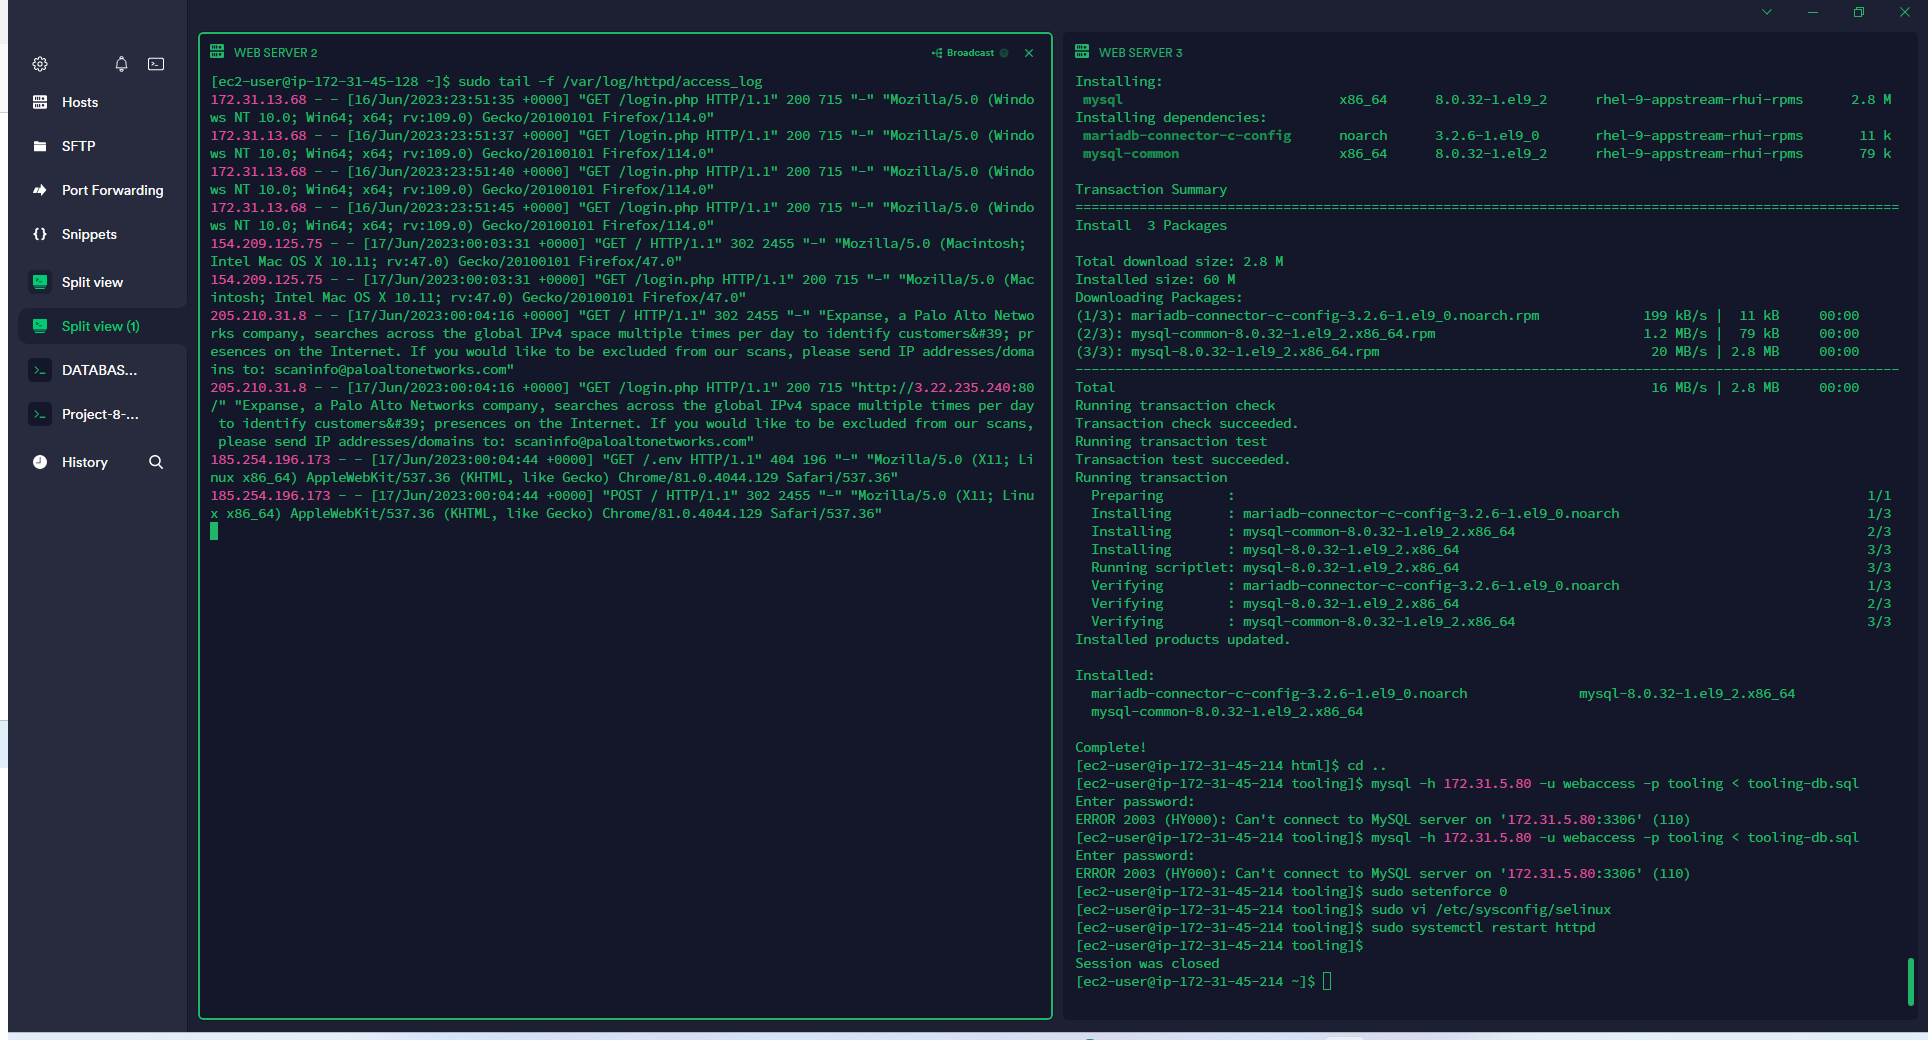 Hosts
SFTP
Port Forwarding
Snippets
Split view
Split view (1)
DATABAS...
Project-8-...
History
WEB SERVER 2
Broadcast
[ec2-user@ip-172-31-45-128 ~]$ sudo tail -f /var/log/httpd/access_log
172.31.13.68 - - [16/Jun/2023:23:51:35 +0000] "GET /login.php HTTP/1.1" 200 715 "-" "Mozilla/5.0 (Windo
ws NT 10.0; Win64; x64; rv:109.0) Gecko/20100101 Firefox/114.0"
172.31.13.68 - - [16/Jun/2023:23:51:37 +0000] "GET /login.php HTTP/1.1" 200 715 "-" "Mozilla/5.0 (Windo
ws NT 10.0; Win64; x64; rv:109.0) Gecko/20100101 Firefox/114.0"
172.31.13.68 - - [16/Jun/2023:23:51:40 +0000] "GET /login.php HTTP/1.1" 200 715 "-" "Mozilla/5.0 (Windo
ws NT 10.0; Win64; x64; rv:109.0) Gecko/20100101 Firefox/114.0"
172.31.13.68 - - [16/Jun/2023:23:51:45 +0000] "GET /login.php HTTP/1.1" 200 715 "-" "Mozilla/5.0 (Windo
ws NT 10.0; Win64; x64; rv:109.0) Gecko/20100101 Firefox/114.0"
154.209.125.75 - - [17/Jun/2023:00:03:31 +0000] "GET / HTTP/1.1" 302 2455 "-" "Mozilla/5.0 (Macintosh;
Intel Mac OS X 10.11; rv:47.0) Gecko/20100101 Firefox/47.0"
154.209.125.75 - - [17/Jun/2023:00:03:31 +0000] "GET /login.php HTTP/1.1" 200 715 "-" "Mozilla/5.0 (Mac
intosh; Intel Mac OS X 10.11; rv:47.0) Gecko/20100101 Firefox/47.0"
205.210.31.8 - - [17/Jun/2023:00:04:16 +0000] "GET / HTTP/1.1" 302 2455 "-" "Expanse, a Palo Alto Netwo
rks company, searches across the global IPv4 space multiple times per day to identify customers&#39; pr
esences on the Internet. If you would like to be excluded from our scans, please send IP addresses/doma
ins to: scaninfo@paloaltonetworks.com"
205.210.31.8 - - [17/Jun/2023:00:04:16 +0000] "GET /login.php HTTP/1.1" 200 715 "http://3.22.235.240:80
/" "Expanse, a Palo Alto Networks company, searches across the global IPv4 space multiple times per day
to identify customers&#39; presences on the Internet. If you would like to be excluded from our scans,
please send IP addresses/domains to: scaninfo@paloaltonetworks.com"
185.254.196.173 - - [17/Jun/2023:00:04:44 +0000] "GET /.env HTTP/1.1" 404 196 "-" "Mozilla/5.0 (X11; Li
nux x86_64) AppleWebKit/537.36 (KHTML, like Gecko) Chrome/81.0.4044.129 Safari/537.36"
185.254.196.173 - - [17/Jun/2023:00:04:44 +0000] "POST / HTTP/1.1" 302 2455 "-" "Mozilla/5.0 (X11; Linu
x x86_64) AppleWebKit/537.36 (KHTML, like Gecko) Chrome/81.0.4044.129 Safari/537.36"
WEB SERVER 3
Installing:
mysql x86_64 8.0.32-1.el9_2 rhel-9-appstream-rhui-rpms 2.8 M
Installing dependencies:
mariadb-connector-c-config noarch 3.2.6-1.el9_0 rhel-9-appstream-rhui-rpms 11 k
mysql-common x86_64 8.0.32-1.el9_2 rhel-9-appstream-rhui-rpms 79 k
Transaction Summary
Install 3 Packages
Total download size: 2.8 M
Installed size: 60 M
Downloading Packages:
(1/3): mariadb-connector-c-config-3.2.6-1.el9_0.noarch.rpm 199 kB/s | 11 kB 00:00
(2/3): mysql-common-8.0.32-1.el9_2.x86_64.rpm 1.2 MB/s | 79 kB 00:00
(3/3): mysql-8.0.32-1.el9_2.x86_64.rpm 20 MB/s | 2.8 MB 00:00
Total 16 MB/s | 2.8 MB 00:00
Running transaction check
Transaction check succeeded.
Running transaction test
Transaction test succeeded.
Running transaction
Preparing : 1/1
Installing : mariadb-connector-c-config-3.2.6-1.el9_0.noarch 1/3
Installing : mysql-common-8.0.32-1.el9_2.x86_64 2/3
Installing : mysql-8.0.32-1.el9_2.x86_64 3/3
Running scriptlet: mysql-8.0.32-1.el9_2.x86_64 3/3
Verifying : mariadb-connector-c-config-3.2.6-1.el9_0.noarch 1/3
Verifying : mysql-8.0.32-1.el9_2.x86_64 2/3
Verifying : mysql-common-8.0.32-1.el9_2.x86_64 3/3
Installed products updated.
Installed:
mariadb-connector-c-config-3.2.6-1.el9_0.noarch mysql-8.0.32-1.el9_2.x86_64
mysql-common-8.0.32-1.el9_2.x86_64
Complete!
[ec2-user@ip-172-31-45-214 html]$ cd ..
[ec2-user@ip-172-31-45-214 tooling]$ mysql -h 172.31.5.80 -u webaccess -p tooling < tooling-db.sql
Enter password:
ERROR 2003 (HY000): Can't connect to MySQL server on '172.31.5.80:3306' (110)
[ec2-user@ip-172-31-45-214 tooling]$ mysql -h 172.31.5.80 -u webaccess -p tooling < tooling-db.sql
Enter password:
ERROR 2003 (HY000): Can't connect to MySQL server on '172.31.5.80:3306' (110)
[ec2-user@ip-172-31-45-214 tooling]$ sudo setenforce 0
[ec2-user@ip-172-31-45-214 tooling]$ sudo vi /etc/sysconfig/selinux
[ec2-user@ip-172-31-45-214 tooling]$ sudo systemctl restart httpd
[ec2-user@ip-172-31-45-214 tooling]$
Session was closed
[ec2-user@ip-172-31-45-214 ~]$